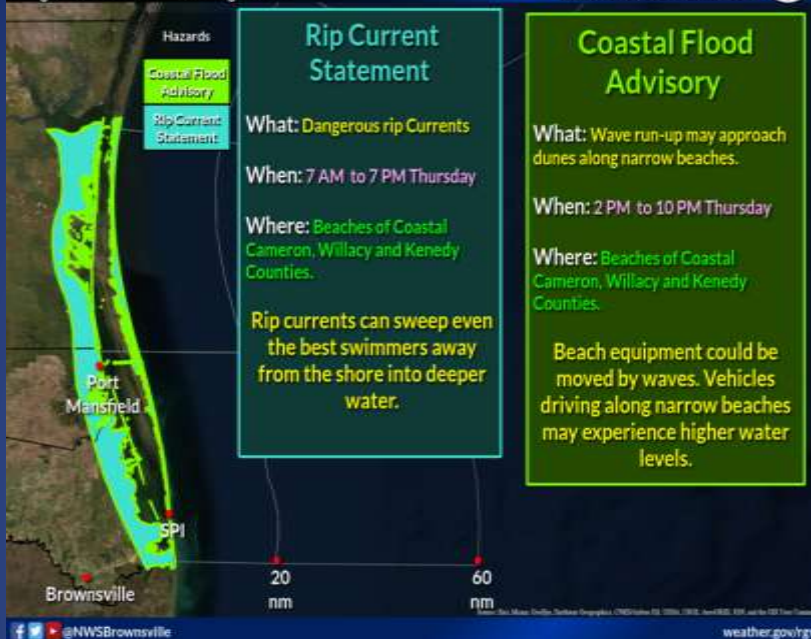 Hazards
Coastal Flood
Advisory
Rip Current
Statement
Rip Current
Statement
What: Dangerous rip Currents
When: 7 AM to 7 PM Thursday
Where: Beaches of Coastal
Cameron, Willacy and Kenedy
Counties.
Rip currents can sweep even
the best swimmers away
from the shore into deeper
water.
Coastal Flood
Advisory
What: Wave run-up may approach
dunes along narrow beaches.
When: 2 PM to 10 PM Thursday
Where: Beaches of Coastal
Cameron, Willacy and Kenedy
Counties.
Beach equipment could be
moved by waves. Vehicles
driving along narrow beaches
may experience higher water
levels.
Port
Mansfield
SPI
Brownsville
20
nm
60
nm
@NWSBrownsville